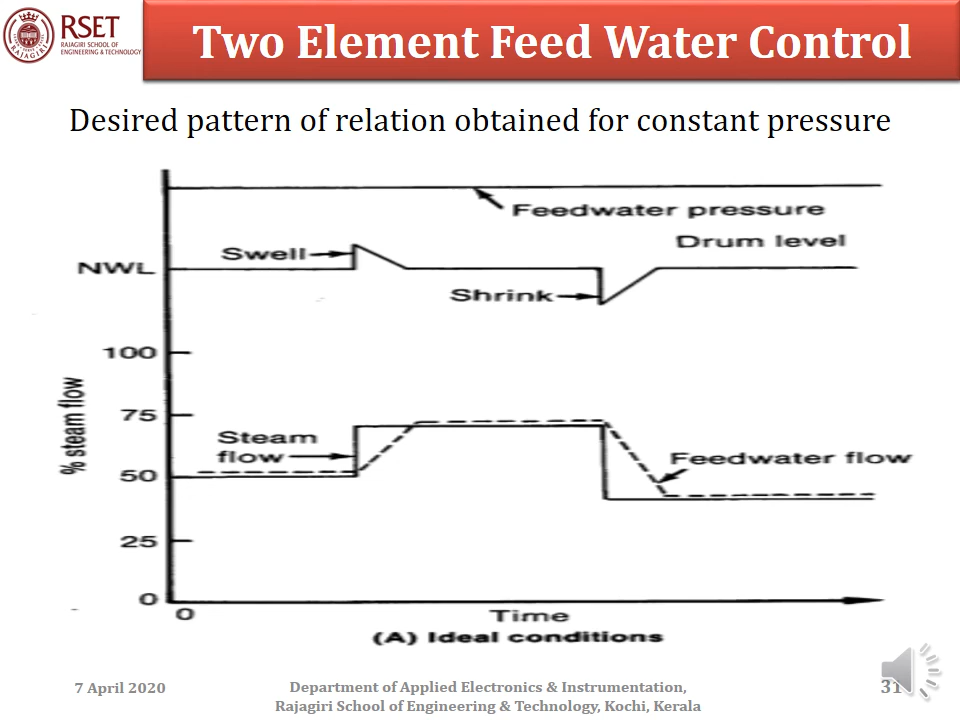 RSET
RAJAGIRI SCHOOL OF
ENGINEERING & TECHNOLOGY
Two Element Feed Water Control
Desired pattern of relation obtained for constant pressure
Feedwater pressure
Drum level
Swell
NWL
Shrink
100
75
Steam
flow
Feedwater flow
% steam flow
50
25
0
0
Time
(A) Ideal conditions
7 April 2020
Department of Applied Electronics & Instrumentation,
Rajagiri School of Engineering & Technology, Kochi, Kerala
31